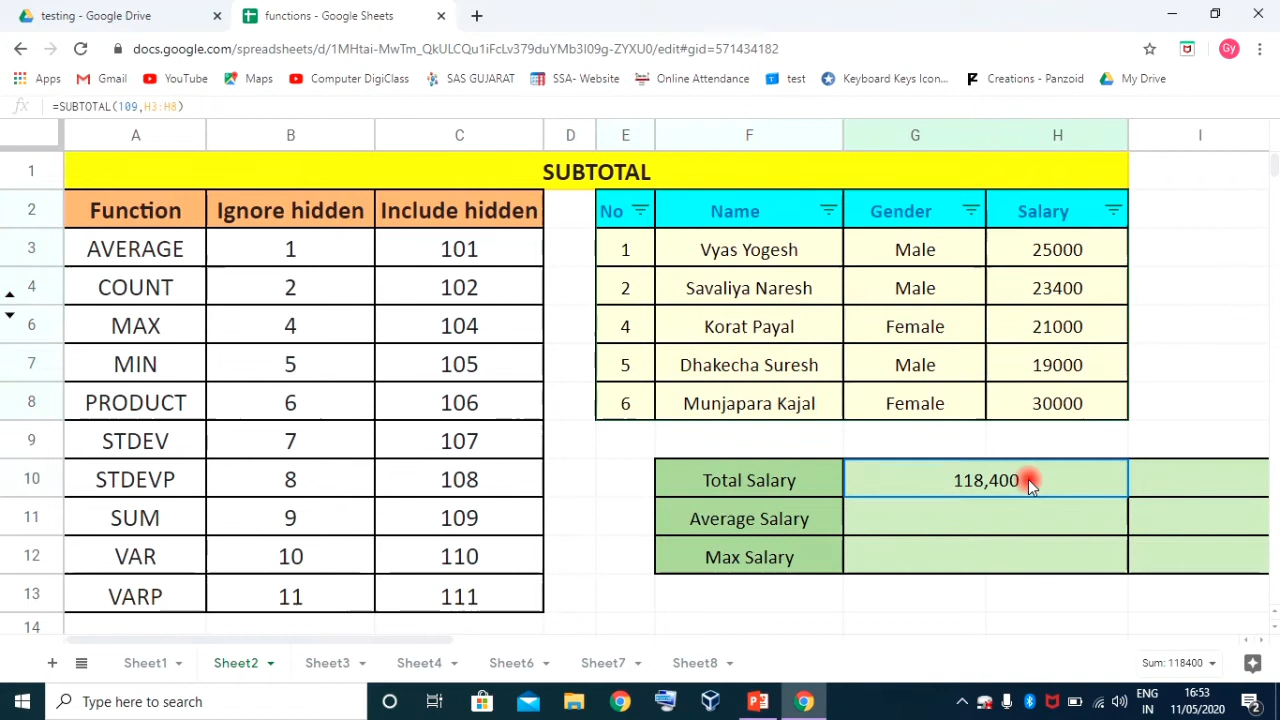 testing - Google Drive
functions - Google Sheets
docs.google.com/spreadsheets/d/1MHtai-MwTm_QkULCQu1iFcLv379duYMb3I09g-ZYXU0/edit#gid=571434182
Gy
Apps Gmail YouTube Maps Computer DigiClass SAS GUJARAT SSA- Website Online Attendance test Keyboard Keys Icon... Creations - Panzoid My Drive
fx =SUBTOTAL(109,H3:H8)
A B C D E F G H I
1 SUBTOTAL
2 Function Ignore hidden Include hidden No Name Gender Salary
3 AVERAGE 1 101 1 Vyas Yogesh Male 25000
4 COUNT 2 102 2 Savaliya Naresh Male 23400
6 MAX 4 104 4 Korat Payal Female 21000
7 MIN 5 105 5 Dhakecha Suresh Male 19000
8 PRODUCT 6 106 6 Munjapara Kajal Female 30000
9 STDEV 7 107
10 STDEVP 8 108 Total Salary 118,400
11 SUM 9 109 Average Salary
12 VAR 10 110 Max Salary
13 VARP 11 111
14
Sheet1 Sheet2 Sheet3 Sheet4 Sheet6 Sheet7 Sheet8 Sum: 118400
Type here to search
ENG 16:53
IN 11/05/2020 2